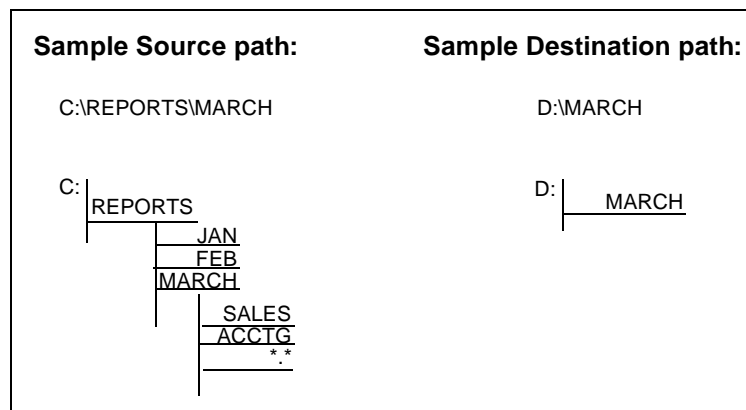 Sample Source path:
Sample Destination path:
C:\REPORTS\MARCH
D:\MARCH
C:
REPORTS
JAN
FEB
MARCH
SALES
ACCTG
*.*
D:
MARCH